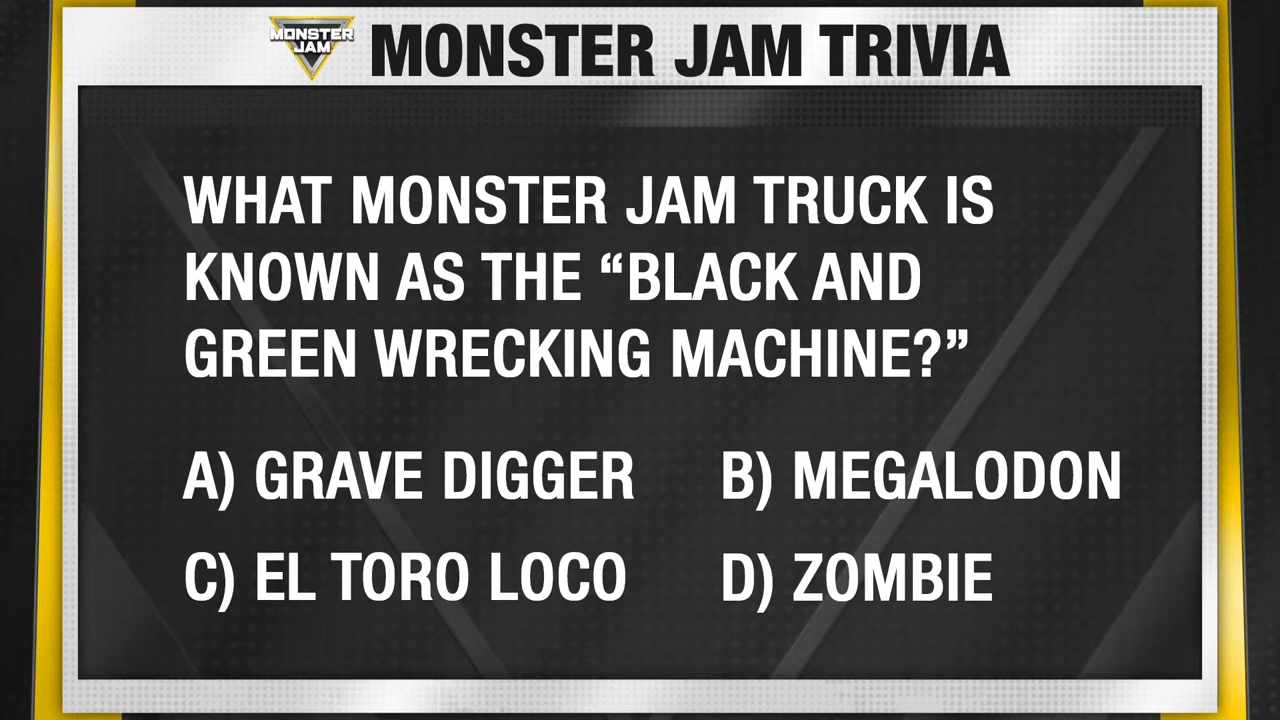 MONSTER JAM
MONSTER JAM TRIVIA
WHAT MONSTER JAM TRUCK IS
KNOWN AS THE “BLACK AND
GREEN WRECKING MACHINE?”
A) GRAVE DIGGER B) MEGALODON
C) EL TORO LOCO D) ZOMBIE